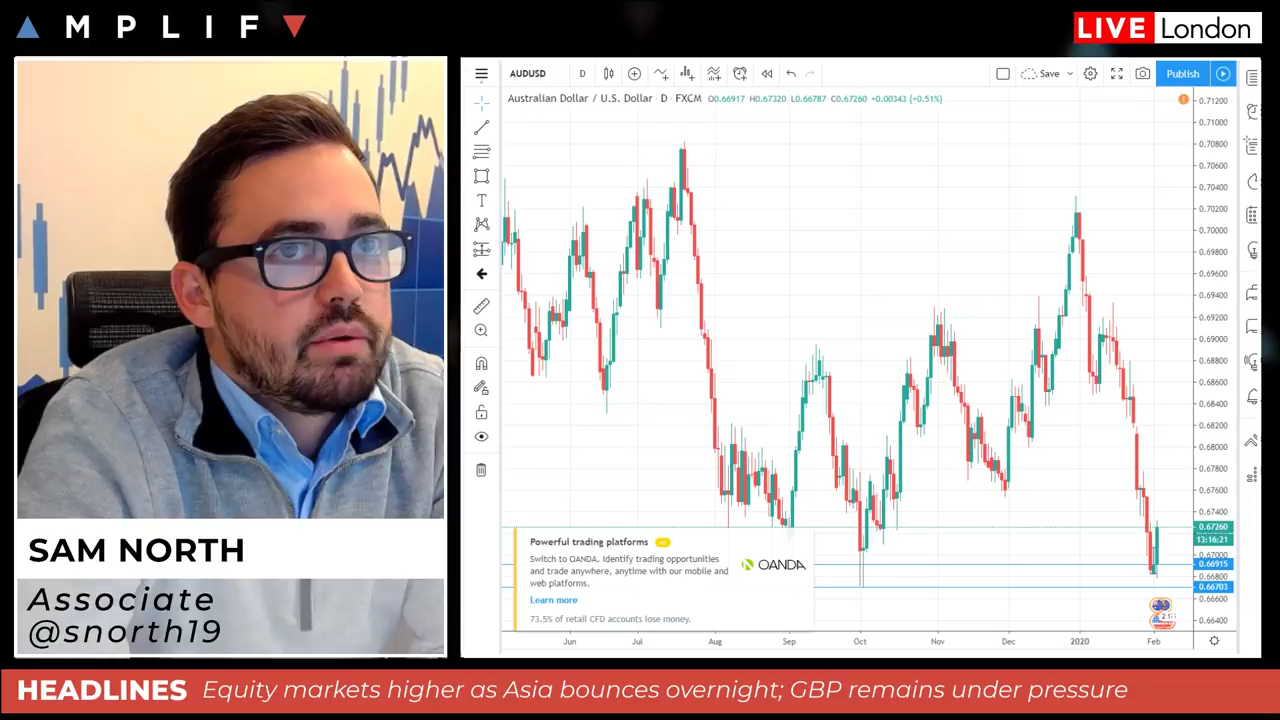 AMPLIFY
LIVE London
AUDUSD
D
Save
Publish
Australian Dollar / U.S. Dollar · D · FXCM O0.66917 H0.67320 L0.66787 C0.67260 +0.00343 (+0.51%)
0.71200
0.71000
0.70800
0.70600
0.70400
0.70200
0.70000
0.69800
0.69600
0.69400
0.69200
0.69000
0.68800
0.68600
0.68400
0.68200
0.68000
0.67800
0.67600
0.67400
0.67260
13:16:21
0.67000
0.66915
0.66800
0.66703
0.66600
0.66400
Powerful trading platforms
Switch to OANDA. Identify trading opportunities
and trade anywhere, anytime with our mobile and
web platforms.
Learn more
73.5% of retail CFD accounts lose money.
OANDA
Jun Jul Aug Sep Oct Nov Dec 2020 Feb
SAM NORTH
Associate
@snorth19
HEADLINES Equity markets higher as Asia bounces overnight; GBP remains under pressure